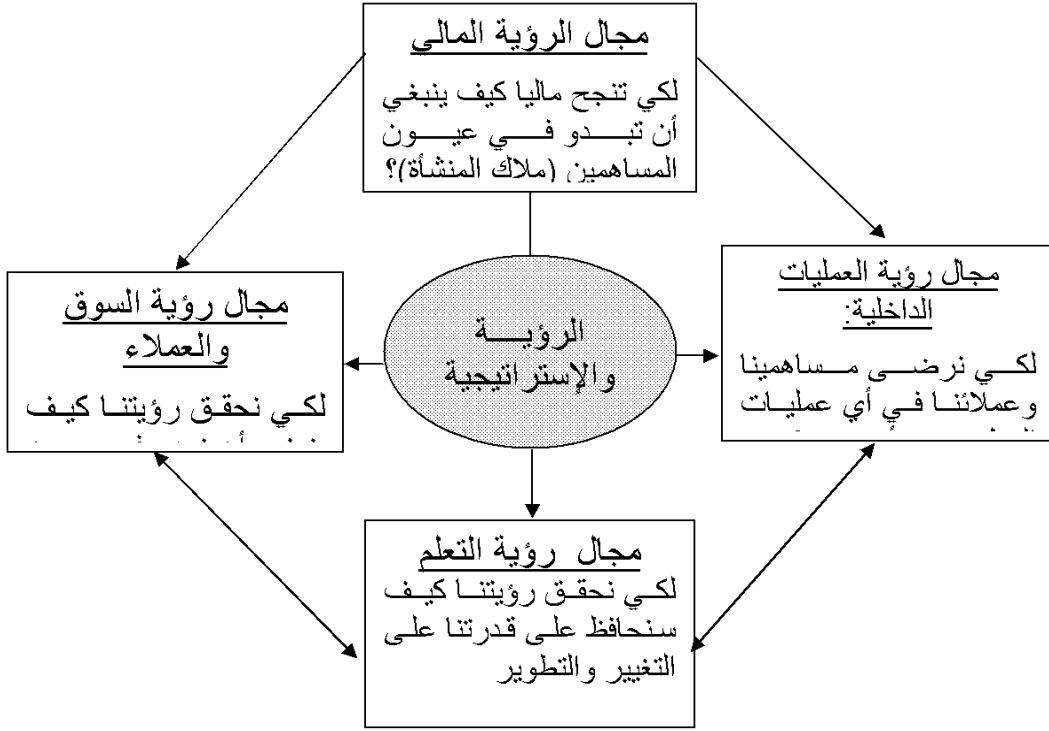 مجال الرؤية المالي
لكي تنجح ماليا كيف ينبغي
أن تبدو في عيون
المساهمين (ملاك المنشأة)؟
مجال رؤية العمليات
الداخلية:
لكي نرضى مساهمينا
وعملائنا في أي عمليات
الرؤية
والإستراتيجية
مجال رؤية السوق
والعملاء
لكي نحقق رؤيتنا كيف
مجال رؤية التعلم
لكي نحقق رؤيتنا كيف
سنحافظ على قدرتنا على
التغيير والتطوير